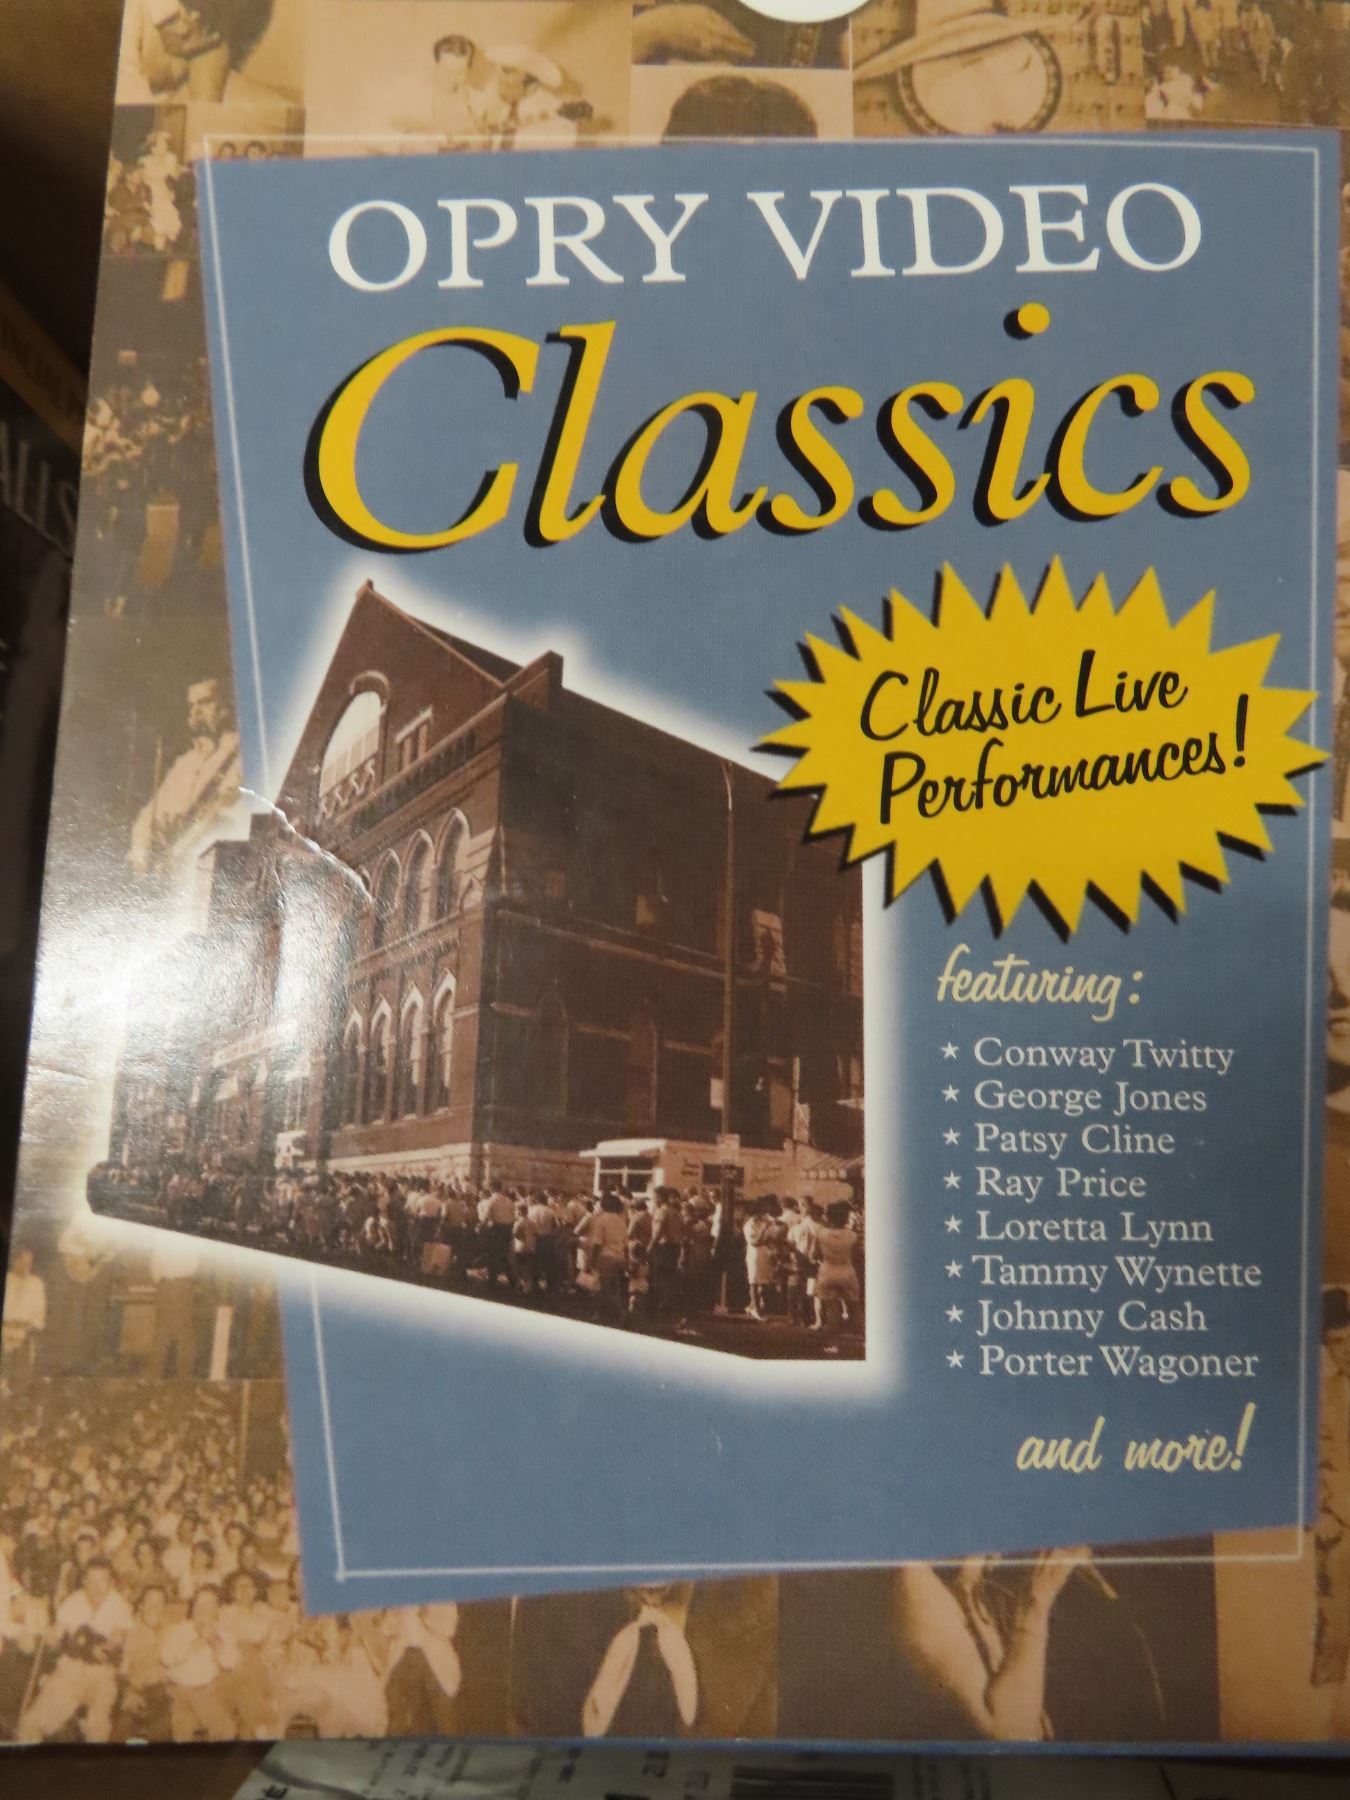 OPRY VIDEO
Classics
Classic Live
Performances!
featuring:
★ Conway Twitty
★ George Jones
★ Patsy Cline
★ Ray Price
★ Loretta Lynn
★ Tammy Wynette
★ Johnny Cash
★ Porter Wagoner
and more!